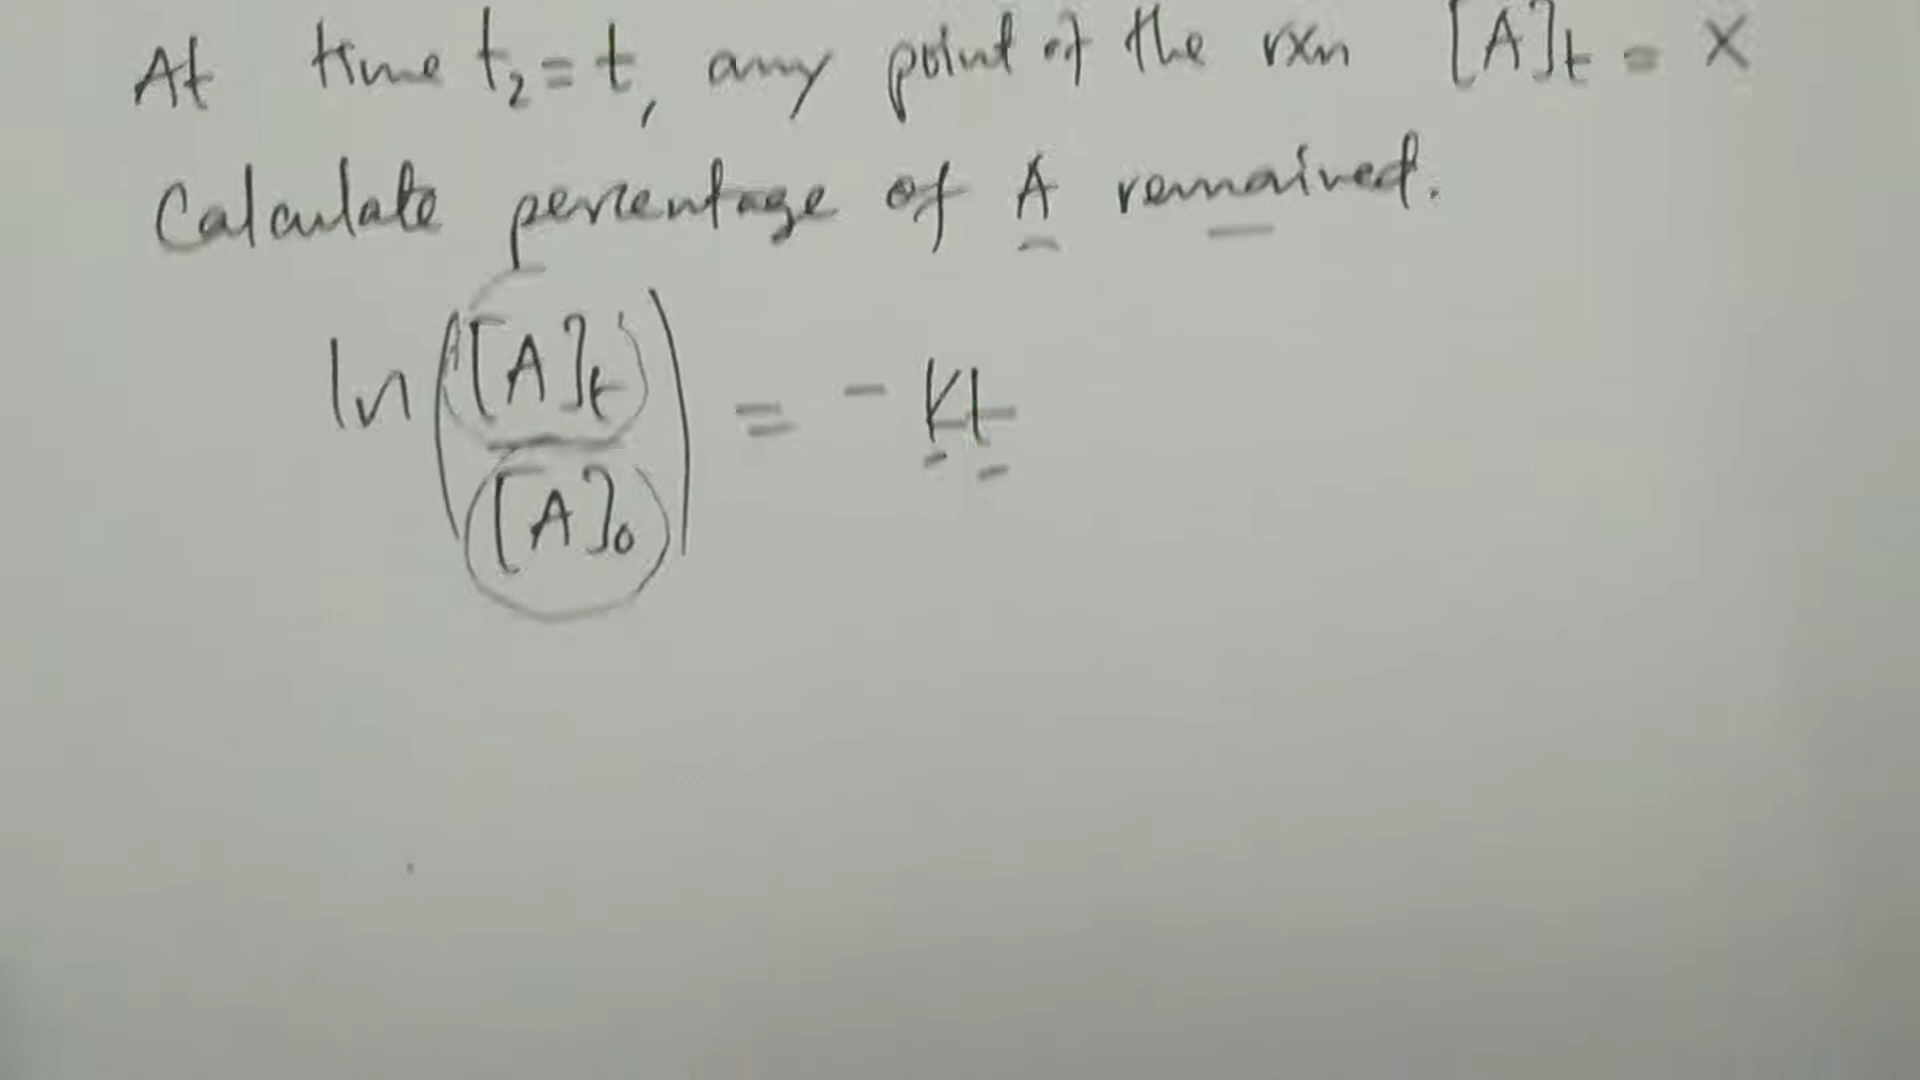 At time t₂ = t, any point of the rxn [A]t = X
Calculate percentage of A remained.
ln([A]t/[A]₀) = - Kt